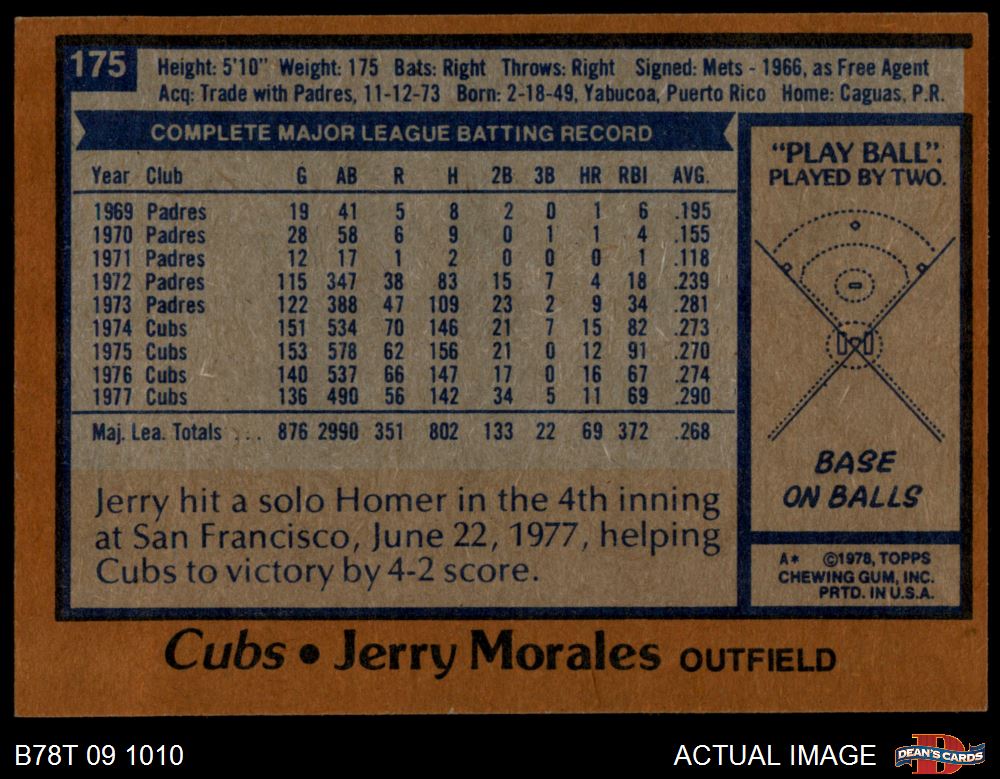 175
Height: 5'10" Weight: 175 Bats: Right Throws: Right Signed: Mets - 1966, as Free Agent
Acq: Trade with Padres, 11-12-73 Born: 2-18-49, Yabucoa, Puerto Rico Home: Caguas, P.R.
COMPLETE MAJOR LEAGUE BATTING RECORD
Year Club G AB R H 2B 3B HR RBI AVG.
1969 Padres 19 41 5 8 2 0 1 6 .195
1970 Padres 28 58 6 9 0 1 1 4 .155
1971 Padres 12 17 1 2 0 0 0 1 .118
1972 Padres 115 347 38 83 15 7 4 18 .239
1973 Padres 122 388 47 109 23 2 9 34 .281
1974 Cubs 151 534 70 146 21 7 15 82 .273
1975 Cubs 153 578 62 156 21 0 12 91 .270
1976 Cubs 140 537 66 147 17 0 16 67 .274
1977 Cubs 136 490 56 142 34 5 11 69 .290
Maj. Lea. Totals ... 876 2990 351 802 133 22 69 372 .268
Jerry hit a solo Homer in the 4th inning
at San Francisco, June 22, 1977, helping
Cubs to victory by 4-2 score.
"PLAY BALL".
PLAYED BY TWO.
BASE
ON BALLS
A* ©1978, TOPPS
CHEWING GUM, INC.
PRTD. IN U.S.A.
Cubs • Jerry Morales OUTFIELD
B78T 09 1010
ACTUAL IMAGE
DEAN'S CARDS